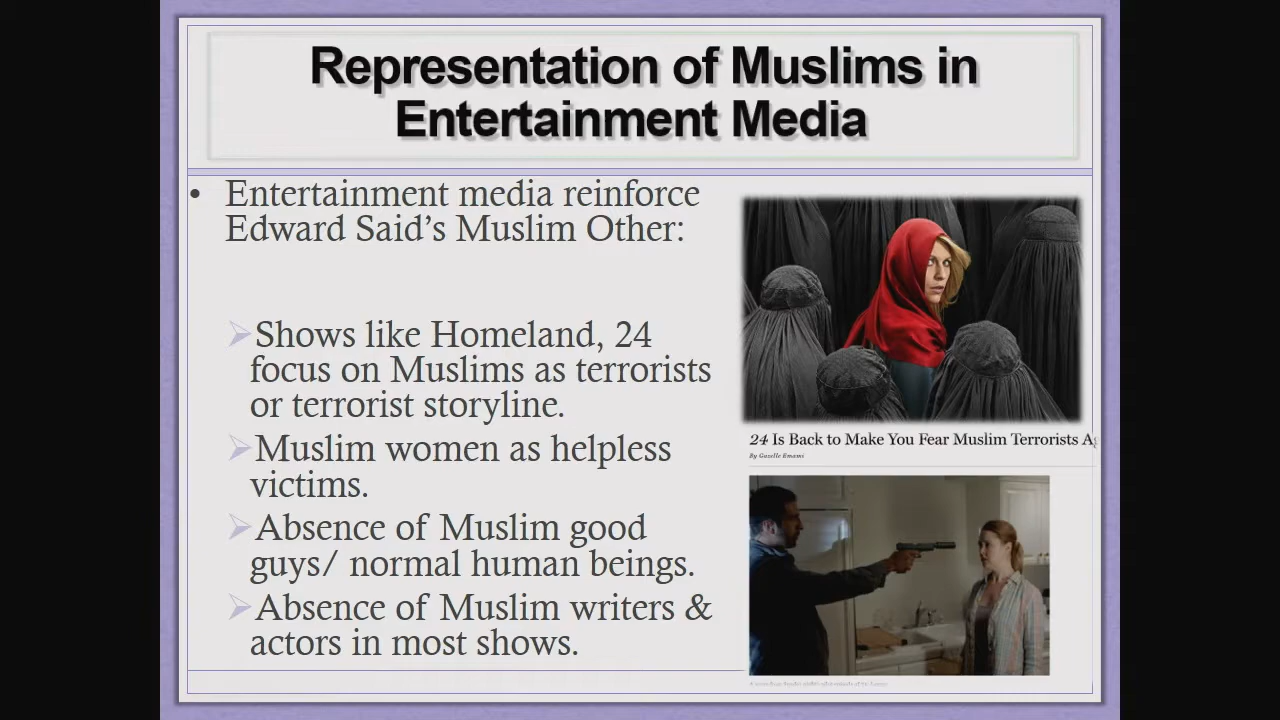 Representation of Muslims in
Entertainment Media
• Entertainment media reinforce
Edward Said’s Muslim Other:
➢Shows like Homeland, 24
focus on Muslims as terrorists
or terrorist storyline.
➢Muslim women as helpless
victims.
➢Absence of Muslim good
guys/ normal human beings.
➢Absence of Muslim writers &
actors in most shows.
24 Is Back to Make You Fear Muslim Terrorists
By Gazelle Emami